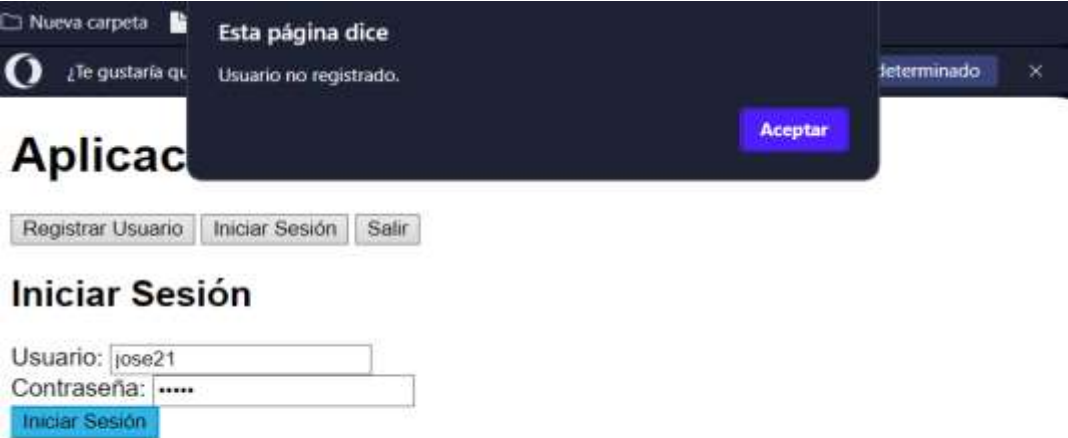 Nueva carpeta
Esta página dice
¿Te gustaría qu
Usuario no registrado.
determinado
Aceptar
Aplicac
Registrar Usuario Iniciar Sesión Salir
Iniciar Sesión
Usuario: jose21
Contraseña: •••••
Iniciar Sesión